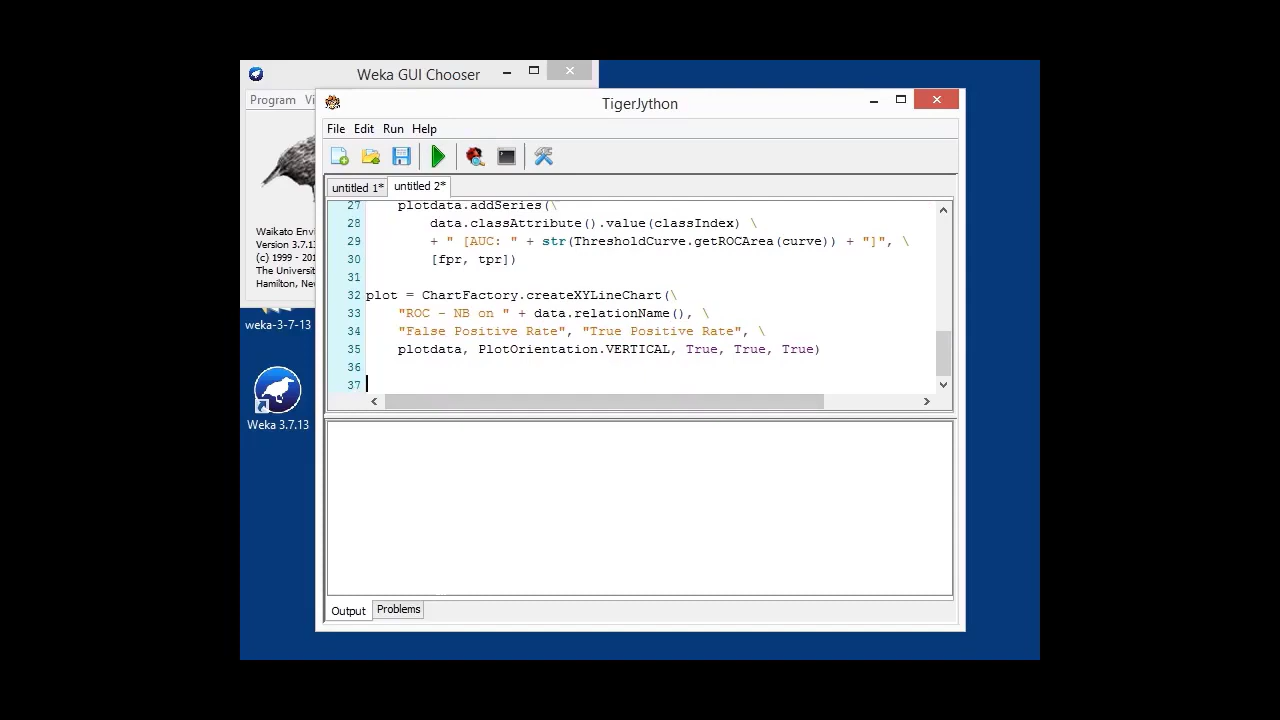 Weka GUI Chooser
Program Vi
Waikato Envi
Version 3.7.13
(c) 1999 - 201
The Universit
Hamilton, New
weka-3-7-13
Weka 3.7.13
TigerJython
File Edit Run Help
untitled 1* untitled 2*
27 plotdata.addSeries(\
28 data.classAttribute().value(classIndex) \
29 + " [AUC: " + str(ThresholdCurve.getROCArea(curve)) + "]", \
30 [fpr, tpr])
31
32 plot = ChartFactory.createXYLineChart(\
33 "ROC - NB on " + data.relationName(), \
34 "False Positive Rate", "True Positive Rate", \
35 plotdata, PlotOrientation.VERTICAL, True, True, True)
36
37
Output Problems